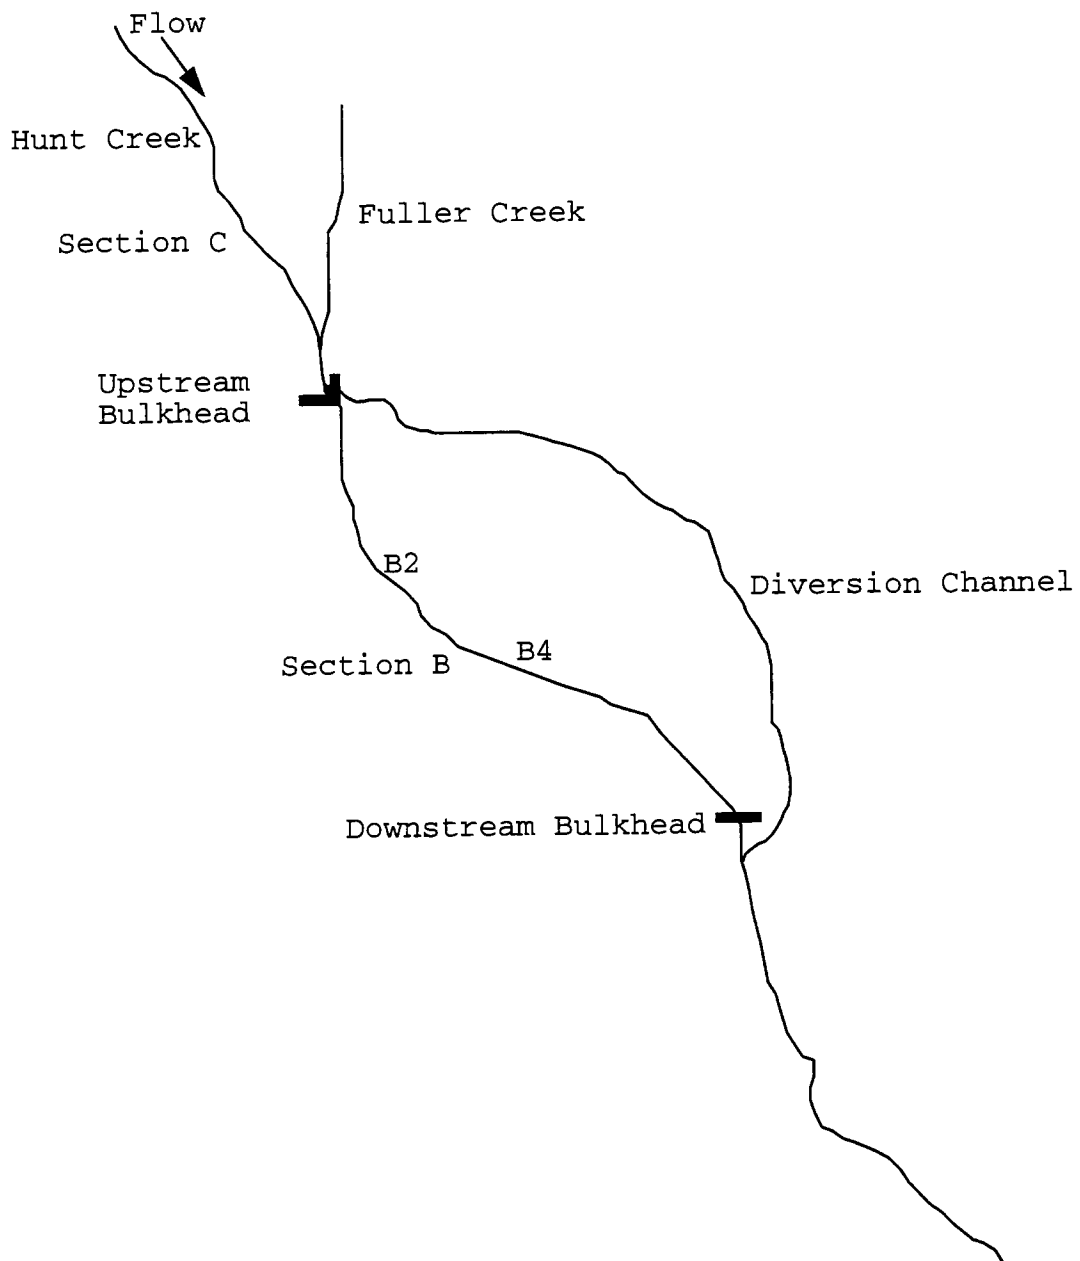 Flow
Hunt Creek
Fuller Creek
Section C
Upstream
Bulkhead
B2
Diversion Channel
B4
Section B
Downstream Bulkhead